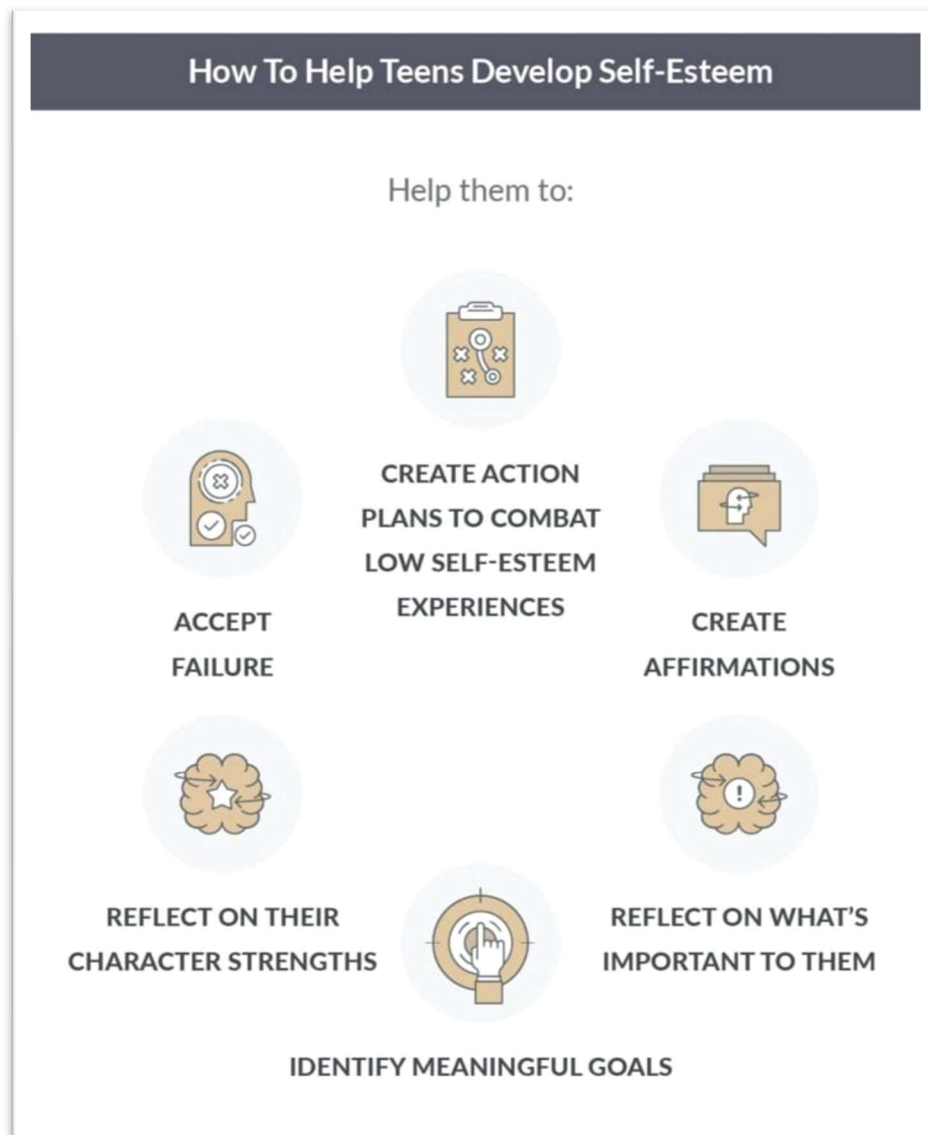 How To Help Teens Develop Self-Esteem
Help them to:
CREATE ACTION
PLANS TO COMBAT
LOW SELF-ESTEEM
EXPERIENCES
ACCEPT
FAILURE
CREATE
AFFIRMATIONS
REFLECT ON THEIR
CHARACTER STRENGTHS
REFLECT ON WHAT'S
IMPORTANT TO THEM
IDENTIFY MEANINGFUL GOALS